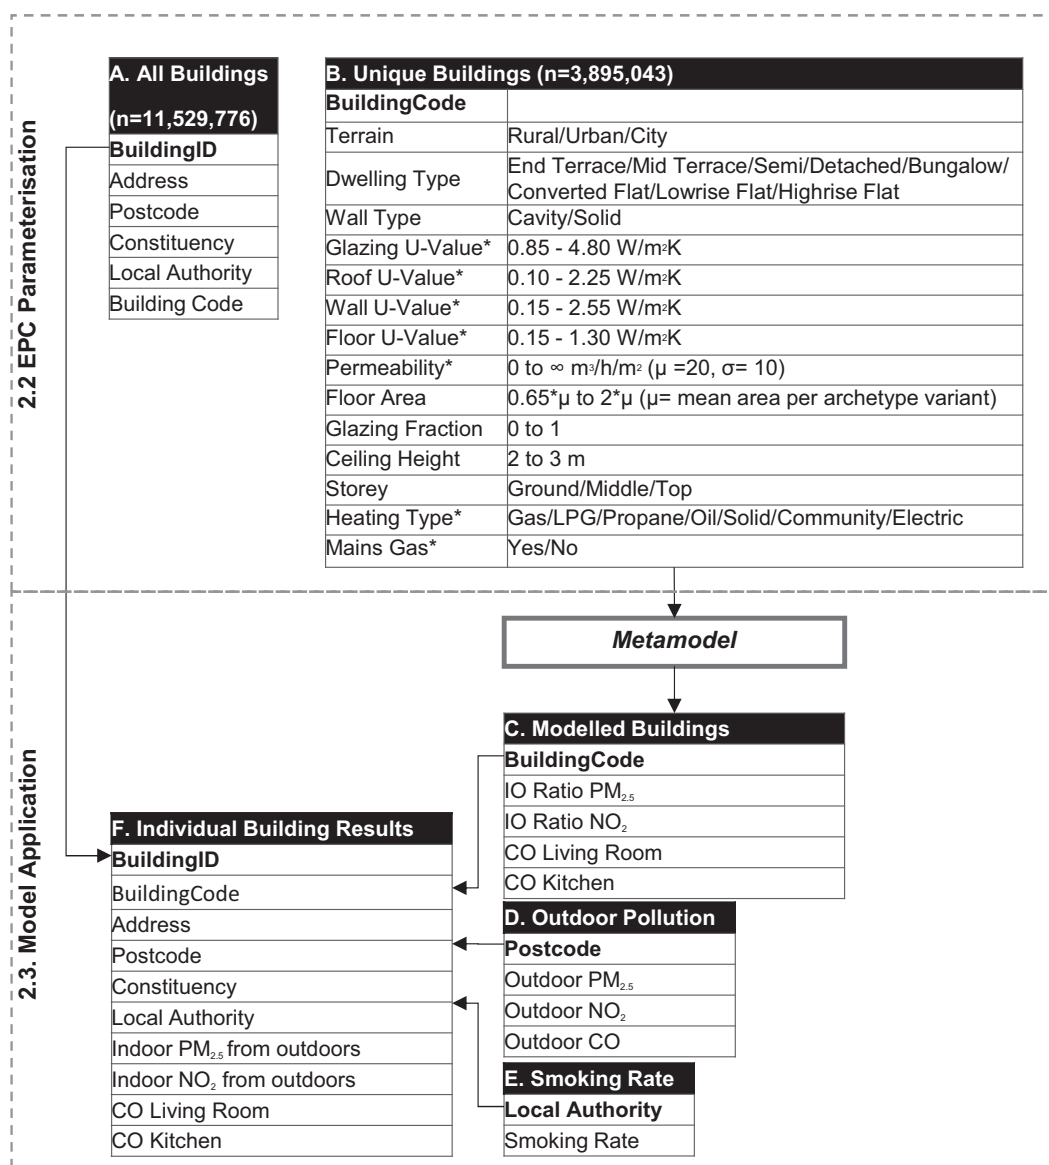 2.2 EPC Parameterisation
A. All Buildings
(n=11,529,776)
BuildingID
Address
Postcode
Constituency
Local Authority
Building Code
B. Unique Buildings (n=3,895,043)
BuildingCode
Terrain Rural/Urban/City
Dwelling Type End Terrace/Mid Terrace/Semi/Detached/Bungalow/
Converted Flat/Lowrise Flat/Highrise Flat
Wall Type Cavity/Solid
Glazing U-Value* 0.85 - 4.80 W/m²K
Roof U-Value* 0.10 - 2.25 W/m²K
Wall U-Value* 0.15 - 2.55 W/m²K
Floor U-Value* 0.15 - 1.30 W/m²K
Permeability* 0 to ∞ m³/h/m² (μ =20, σ= 10)
Floor Area 0.65*μ to 2*μ (μ= mean area per archetype variant)
Glazing Fraction 0 to 1
Ceiling Height 2 to 3 m
Storey Ground/Middle/Top
Heating Type* Gas/LPG/Propane/Oil/Solid/Community/Electric
Mains Gas* Yes/No
2.3. Model Application
Metamodel
C. Modelled Buildings
BuildingCode
IO Ratio PM₂.₅
IO Ratio NO₂
CO Living Room
CO Kitchen
D. Outdoor Pollution
Postcode
Outdoor PM₂.₅
Outdoor NO₂
Outdoor CO
E. Smoking Rate
Local Authority
Smoking Rate
F. Individual Building Results
BuildingID
BuildingCode
Address
Postcode
Constituency
Local Authority
Indoor PM₂.₅ from outdoors
Indoor NO₂ from outdoors
CO Living Room
CO Kitchen